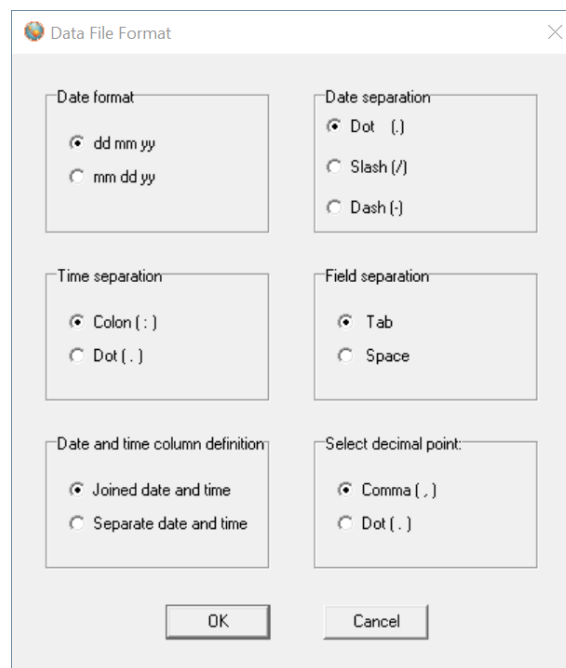 Data File Format
Date format
dd mm yy
mm dd yy
Date separation
Dot (.)
Slash (/)
Dash (-)
Time separation
Colon ( : )
Dot ( . )
Field separation
Tab
Space
Date and time column definition
Joined date and time
Separate date and time
Select decimal point:
Comma ( , )
Dot ( . )
OK
Cancel